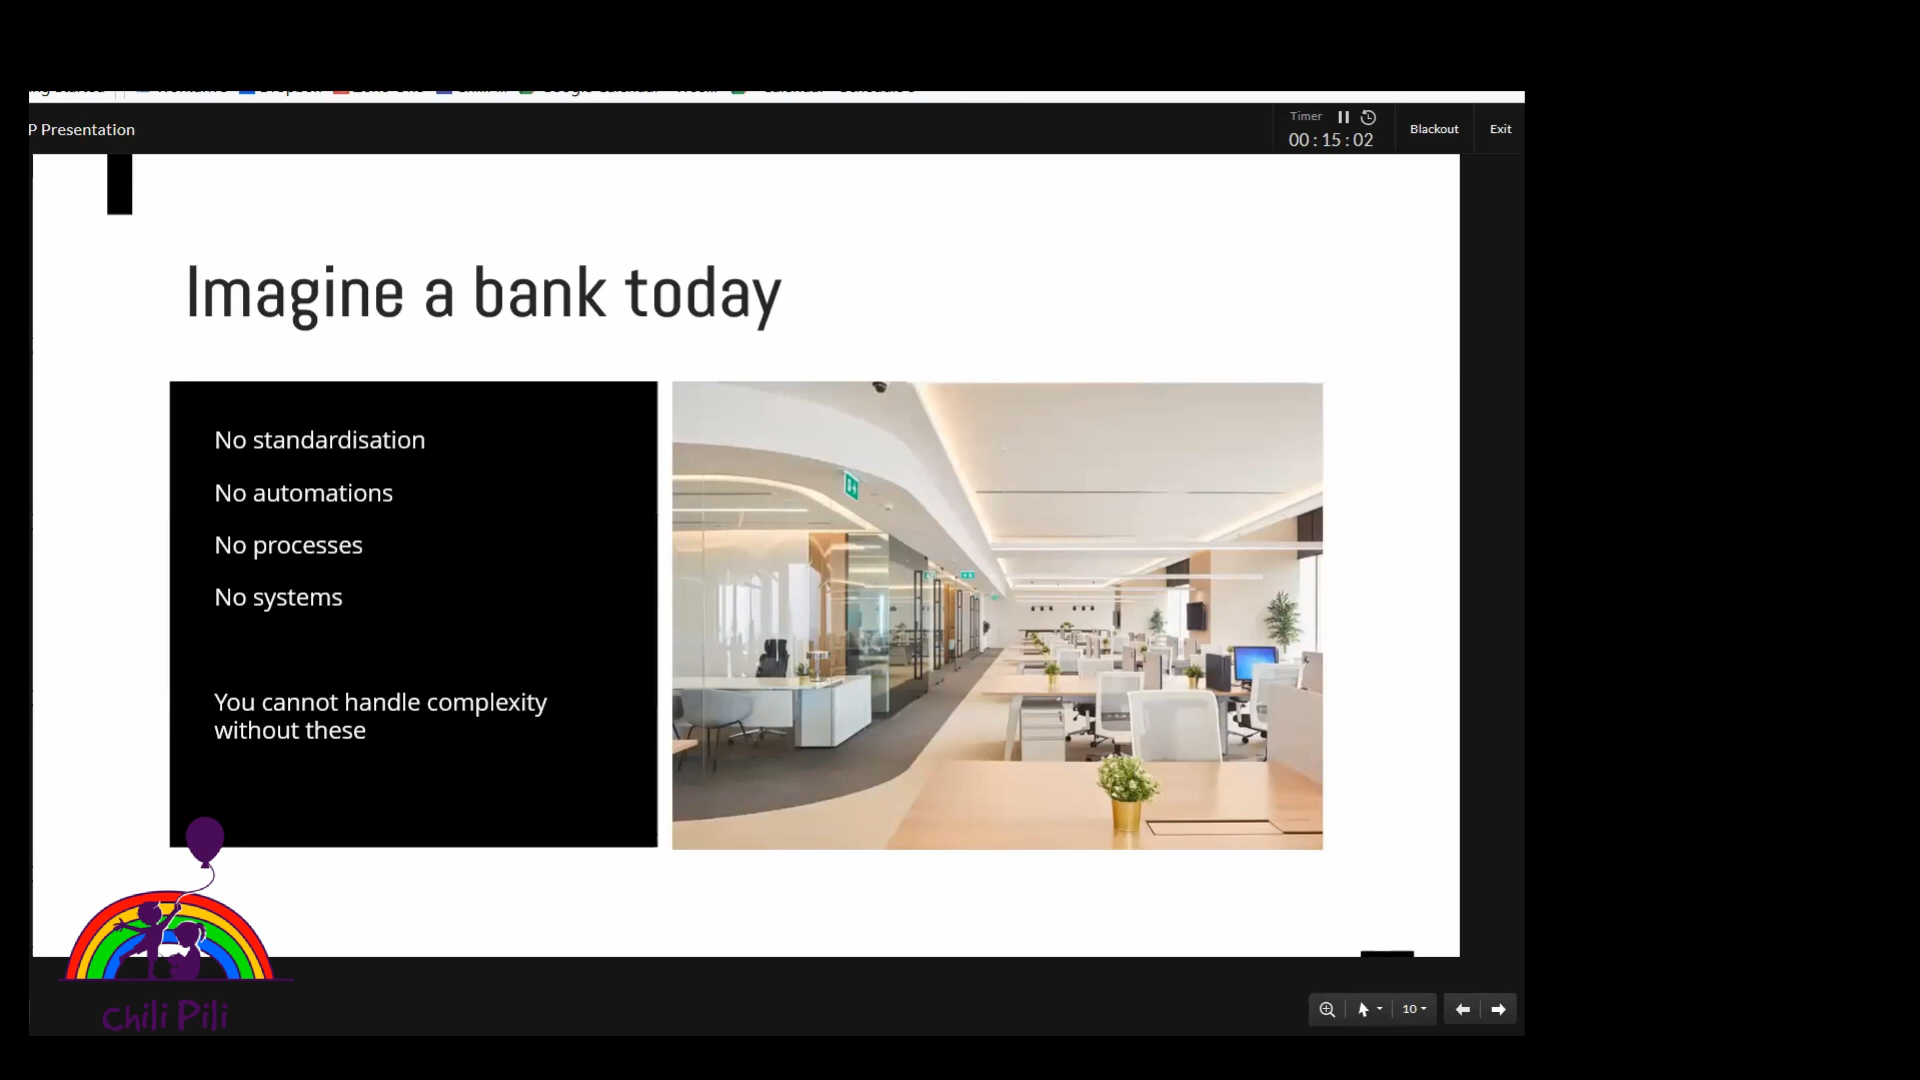 P Presentation
Timer
00:15:02
Blackout
Exit
Imagine a bank today
No standardisation
No automations
No processes
No systems
You cannot handle complexity
without these
Chili Pili
10